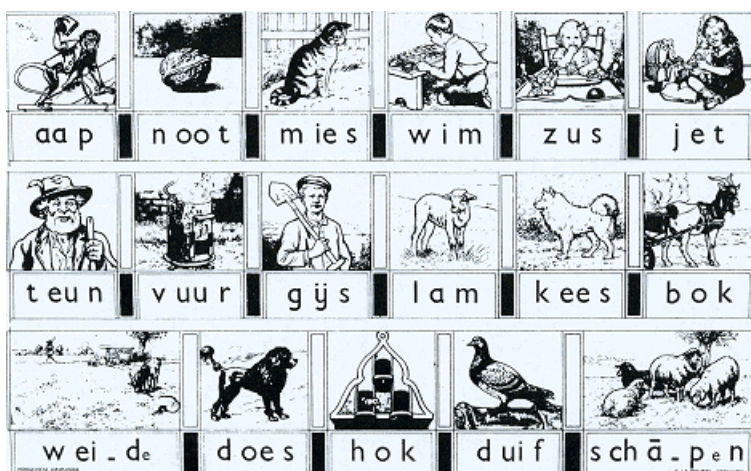 aap noot mies wim zus jet
teun vuur gijs lam kees bok
wei-de does hok duif schā-pen